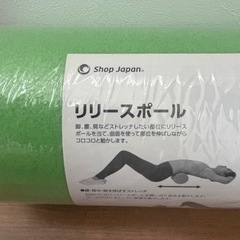 Shop Japan®
リリースポール
脚、腰、肩などストレッチしたい部位にリリース
ポールを当て、曲面を使って部位を伸ばしながら
コロコロと動かします。